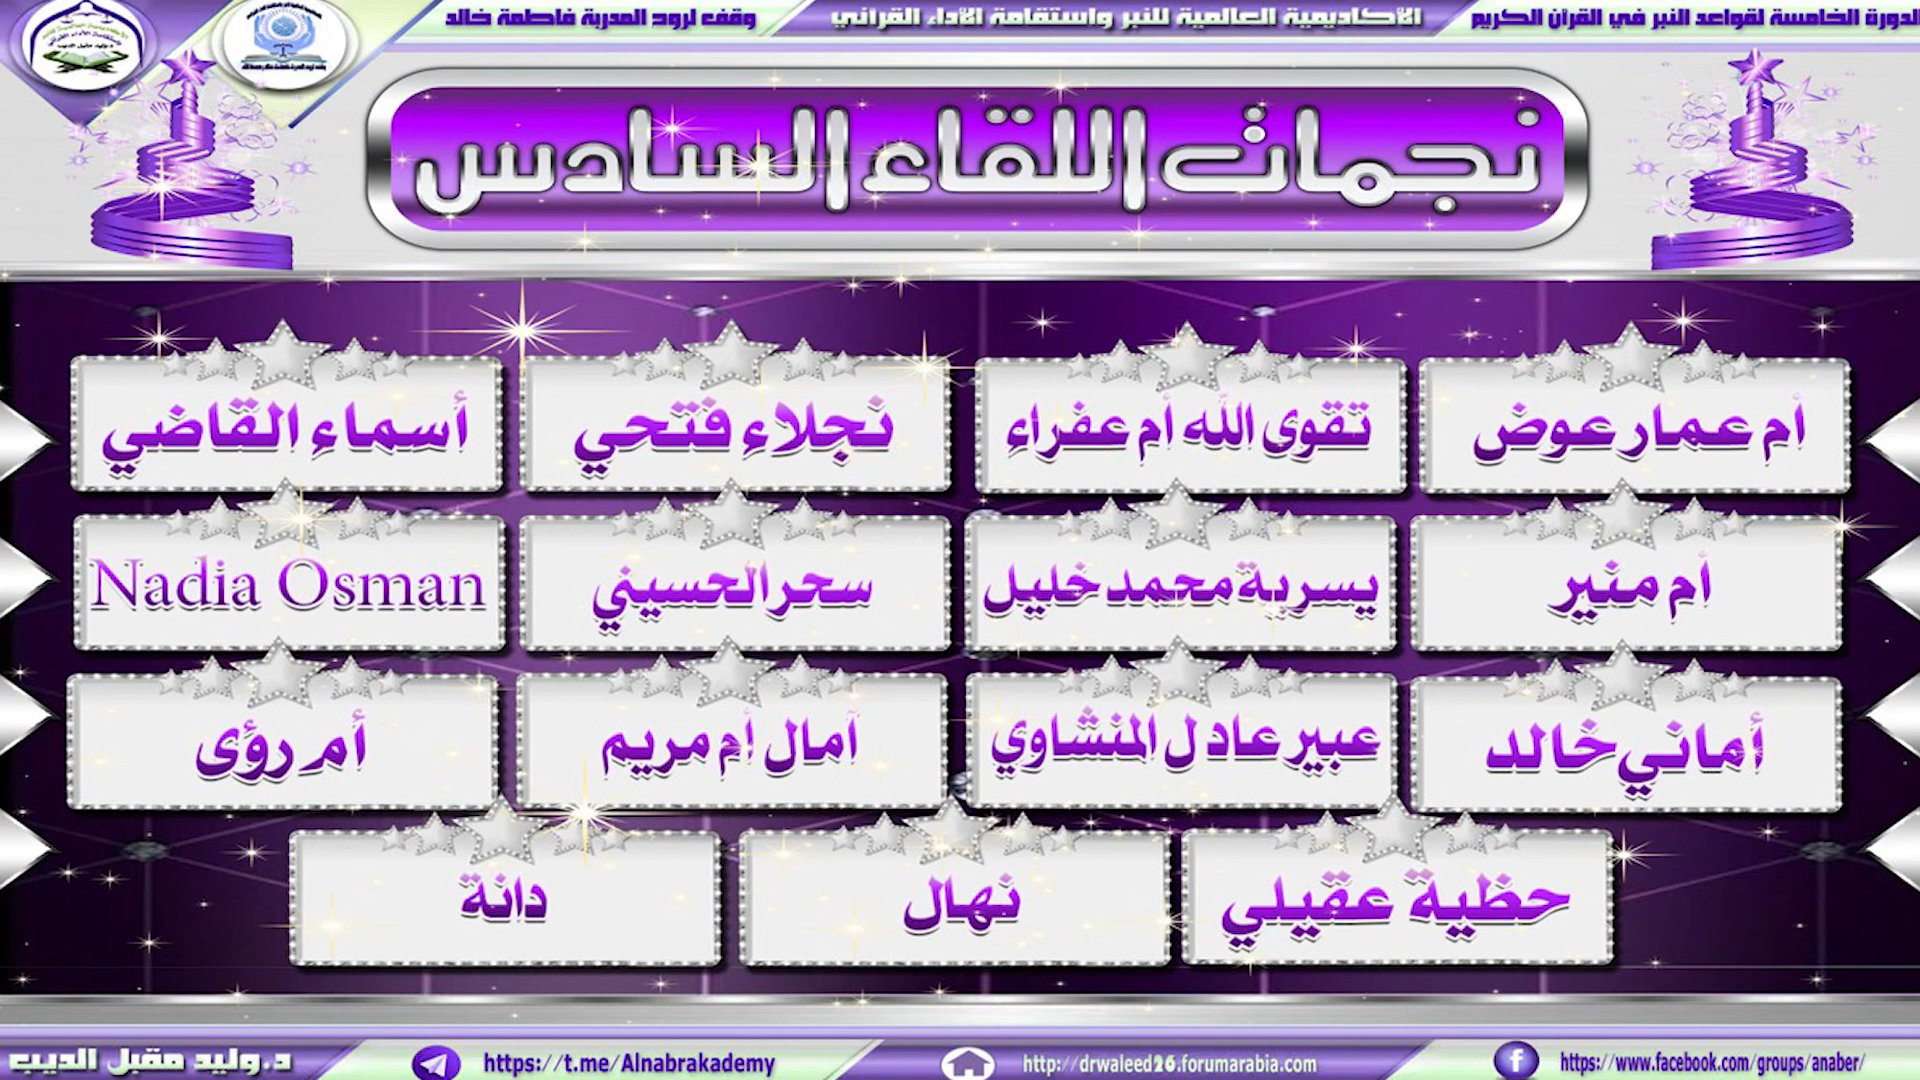 الدورة الخامسة لقواعد النبر في القرآن الكريم
الأكاديمية العالمية للنبر واستقامة الأداء القرآني
وقف لروح المدربة فاطمة خالد
نجمات اللقاء السادس
أم عمار عوض
تقوى الله أم عفراء
نجلاء فتحي
أسماء القاضي
أم منير
يسرية محمد خليل
سحر الحسيني
Nadia Osman
أماني خالد
عبير عادل المنشاوي
آمال أم مريم
أم رؤى
حظية عقيلي
نهال
دانة
د.وليد مقبل الديب
https://t.me/Alnabrakademy
http://drwaleed26.forumarabia.com
https://www.facebook.com/groups/anaber/